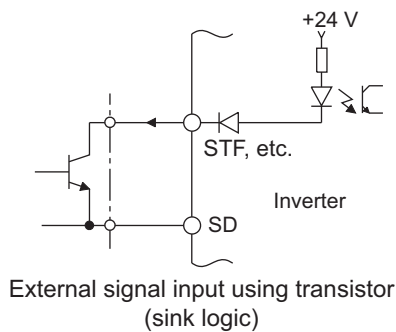 +24 V
STF, etc.
Inverter
SD
External signal input using transistor
(sink logic)